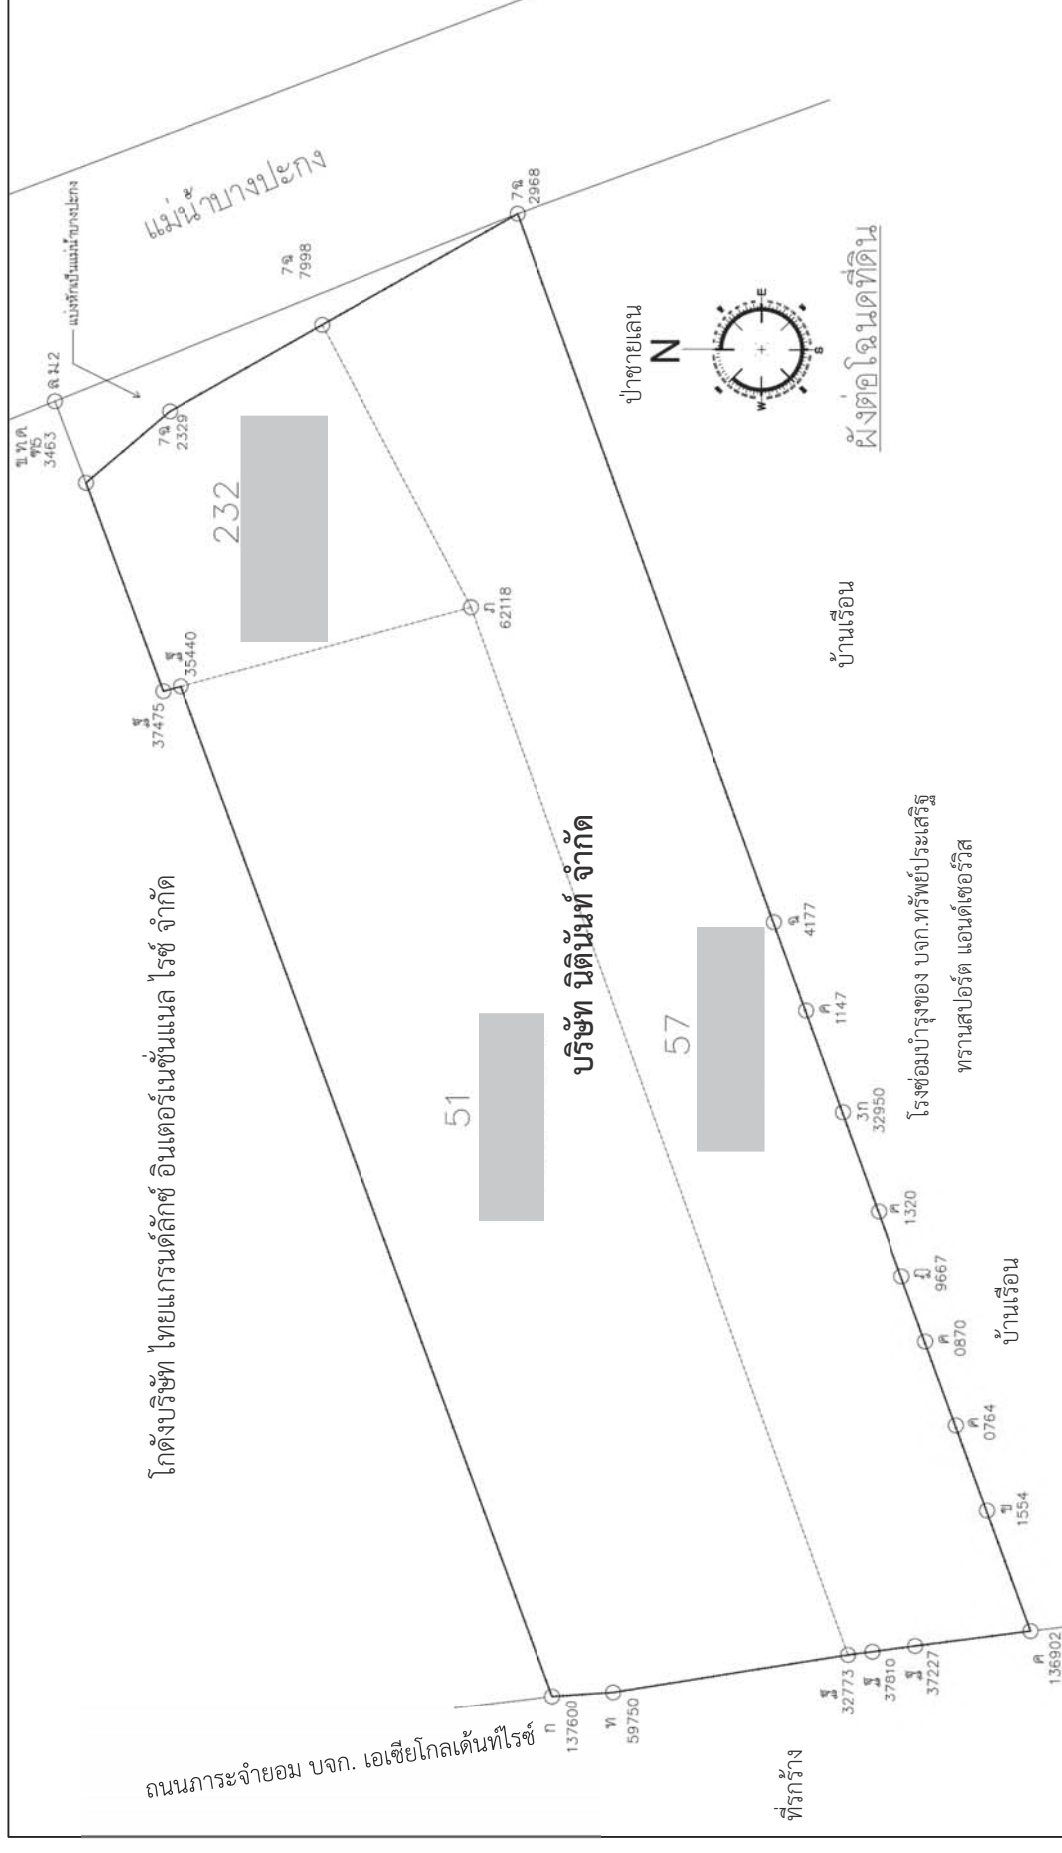 แม่น้ำบางปะกง
แบ่งหักเป็นแม่น้ำบางปะกง
ลม2
3463
7ฉ
2329
7ฉ
7998
7ฉ
2968
232
37475
35440
ภ
62118
ป่าชายเลน
N
E
S
W
ผังต่อโฉนดที่ดิน
บ้านเรือน
โกดังบริษัท ไทยแกรนด์ลักซ์ อินเตอร์เนชั่นแนล ไรซ์ จำกัด
51
บริษัท นิตินันท์ จำกัด
57
ฉ
4177
ค
1147
3ก
32950
ค
1320
ฎ
9667
ค
0870
ค
0764
ข
1554
ค
136902
โรงซ่อมบำรุงของ บจก.ทรัพย์ประเสริฐ
ทรานสปอร์ต แอนด์เซอร์วิส
บ้านเรือน
ถนนภาระจำยอม บจก. เอเซียโกลเด้นท์ไรซ์
ก
137600
ท
59750
32773
37810
37227
ที่รกร้าง